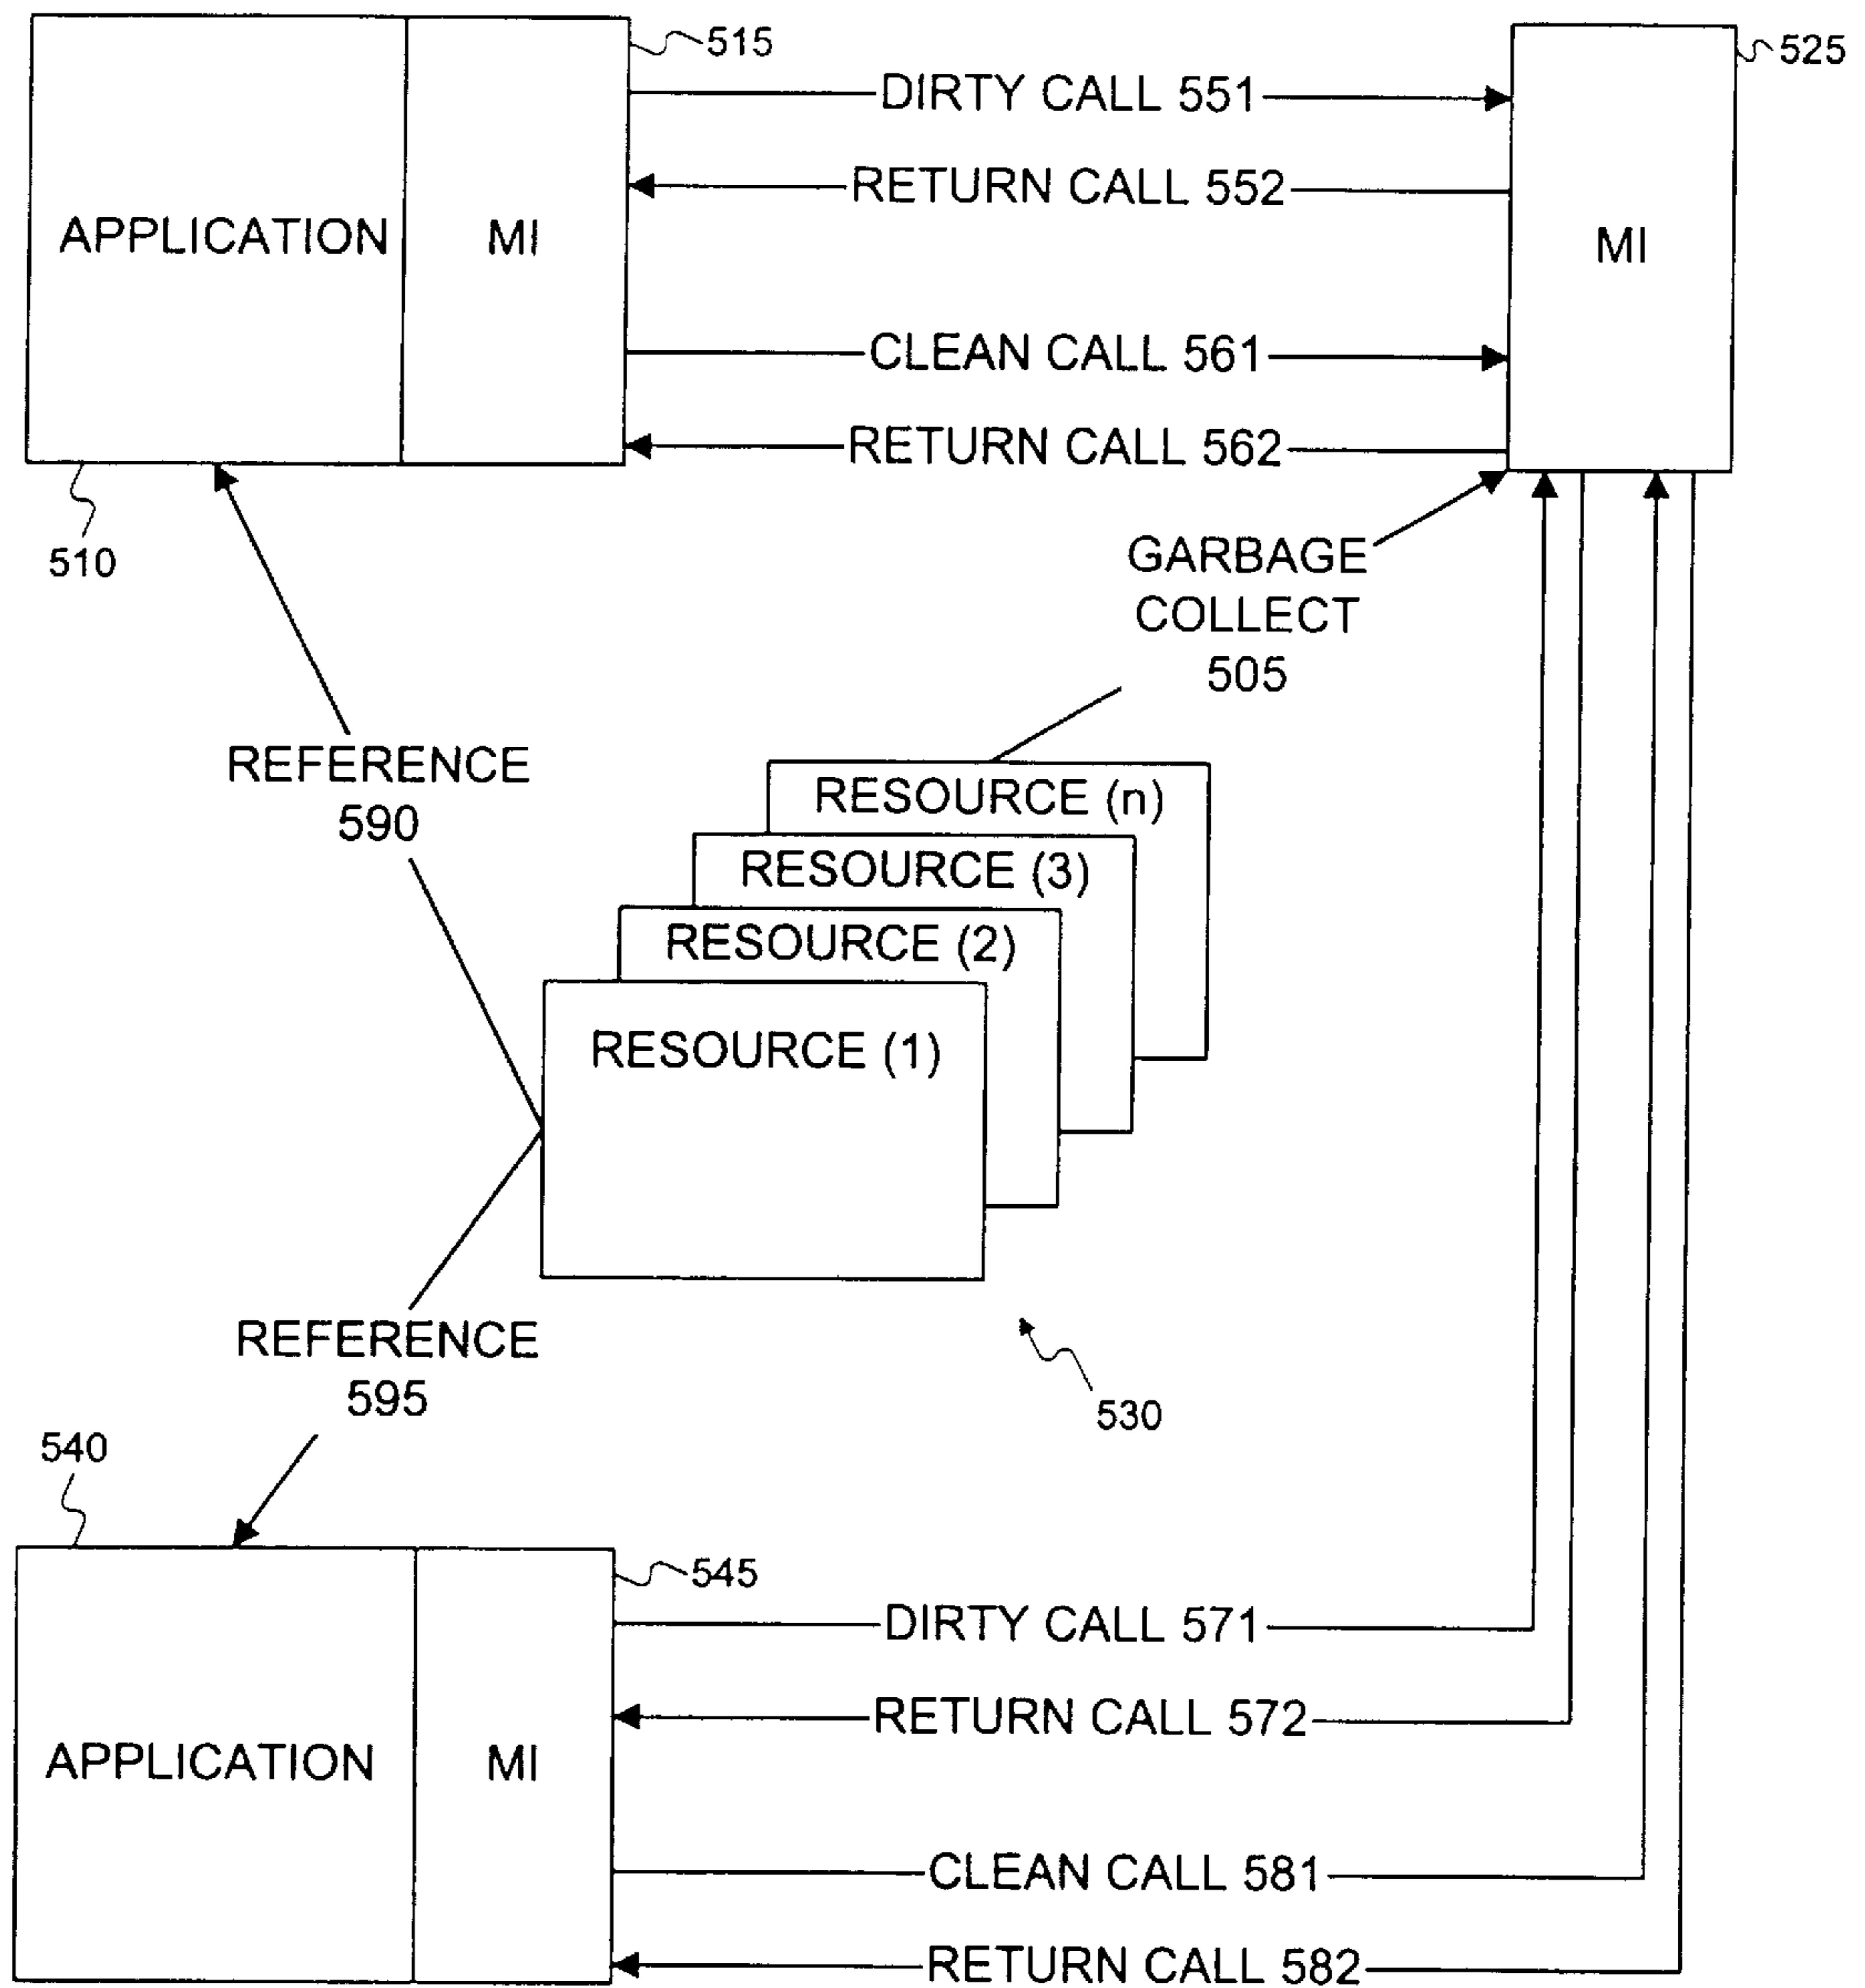 515
525
DIRTY CALL 551
RETURN CALL 552
APPLICATION
MI
MI
CLEAN CALL 561
RETURN CALL 562
510
GARBAGE
COLLECT
505
REFERENCE
590
RESOURCE (n)
RESOURCE (3)
RESOURCE (2)
RESOURCE (1)
REFERENCE
595
530
540
545
DIRTY CALL 571
RETURN CALL 572
APPLICATION
MI
CLEAN CALL 581
RETURN CALL 582